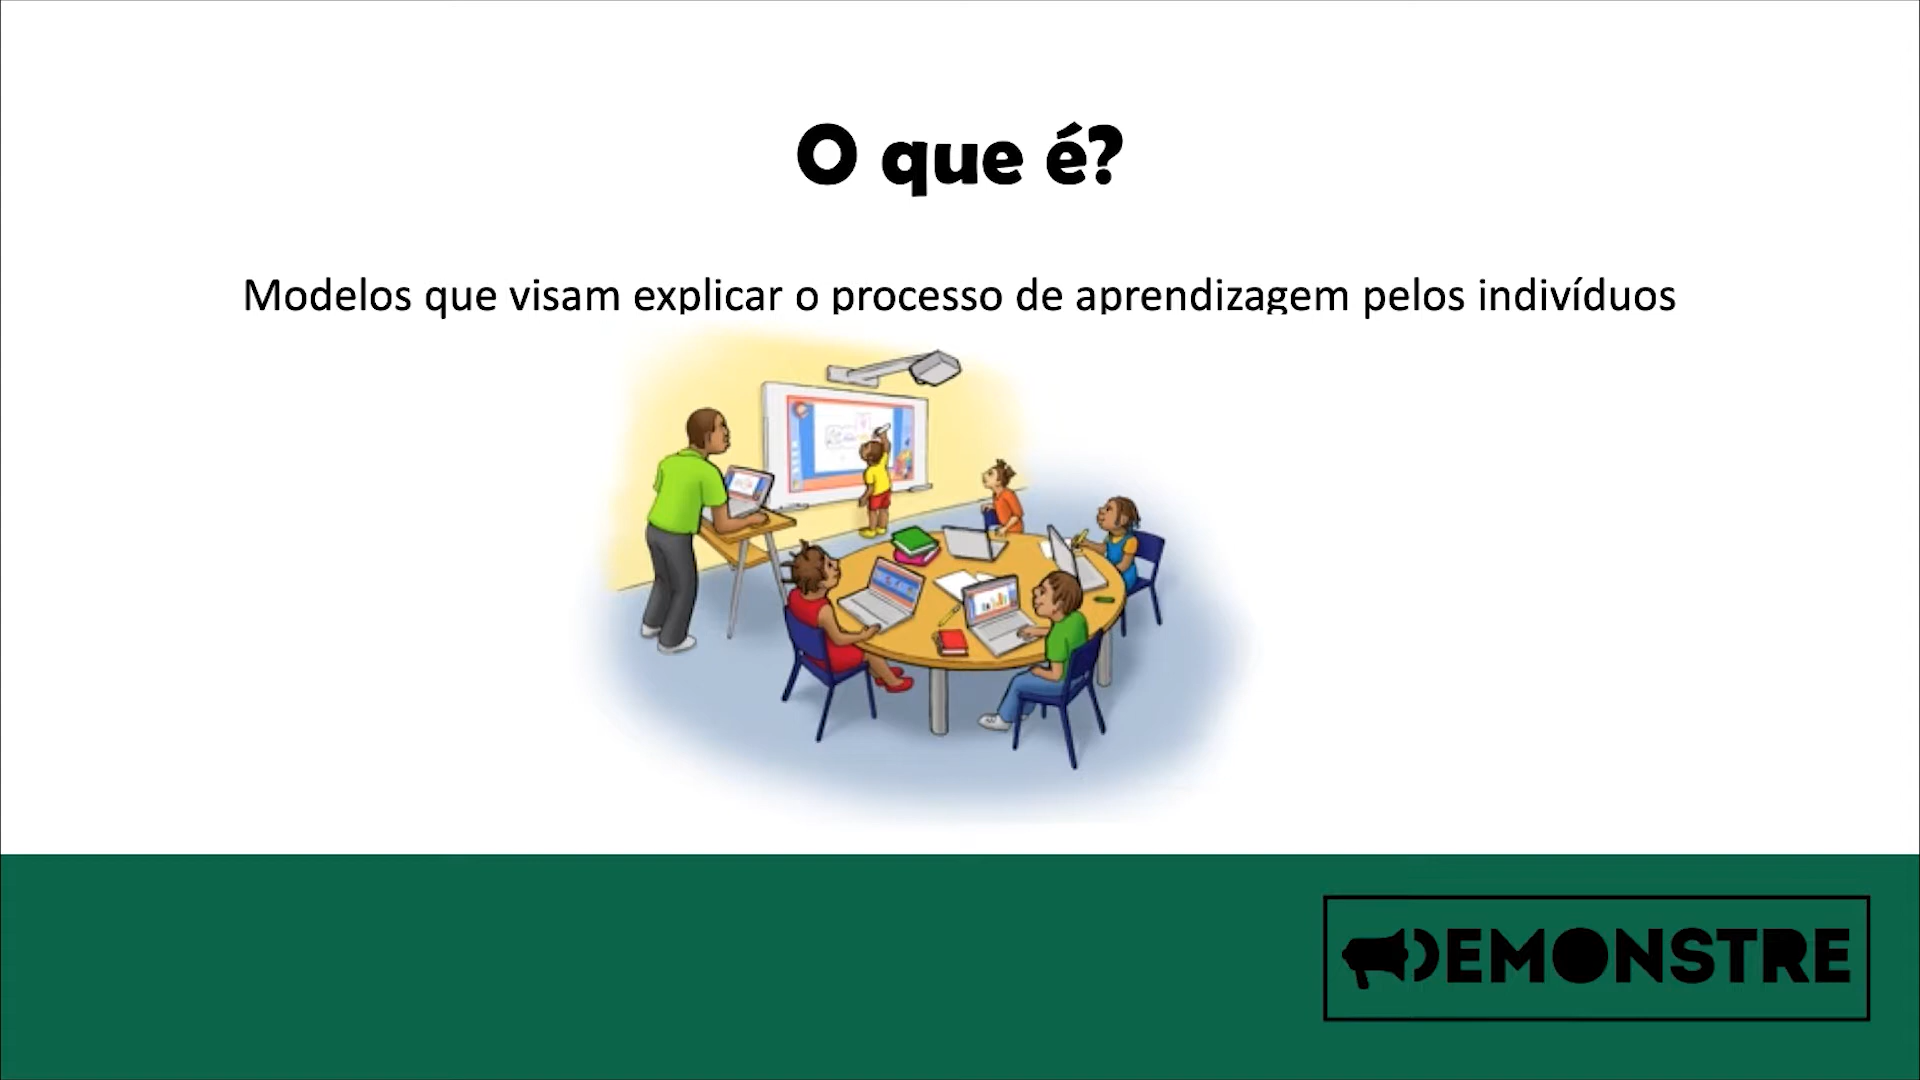 O que é?
Modelos que visam explicar o processo de aprendizagem pelos indivíduos
DEMONSTRE